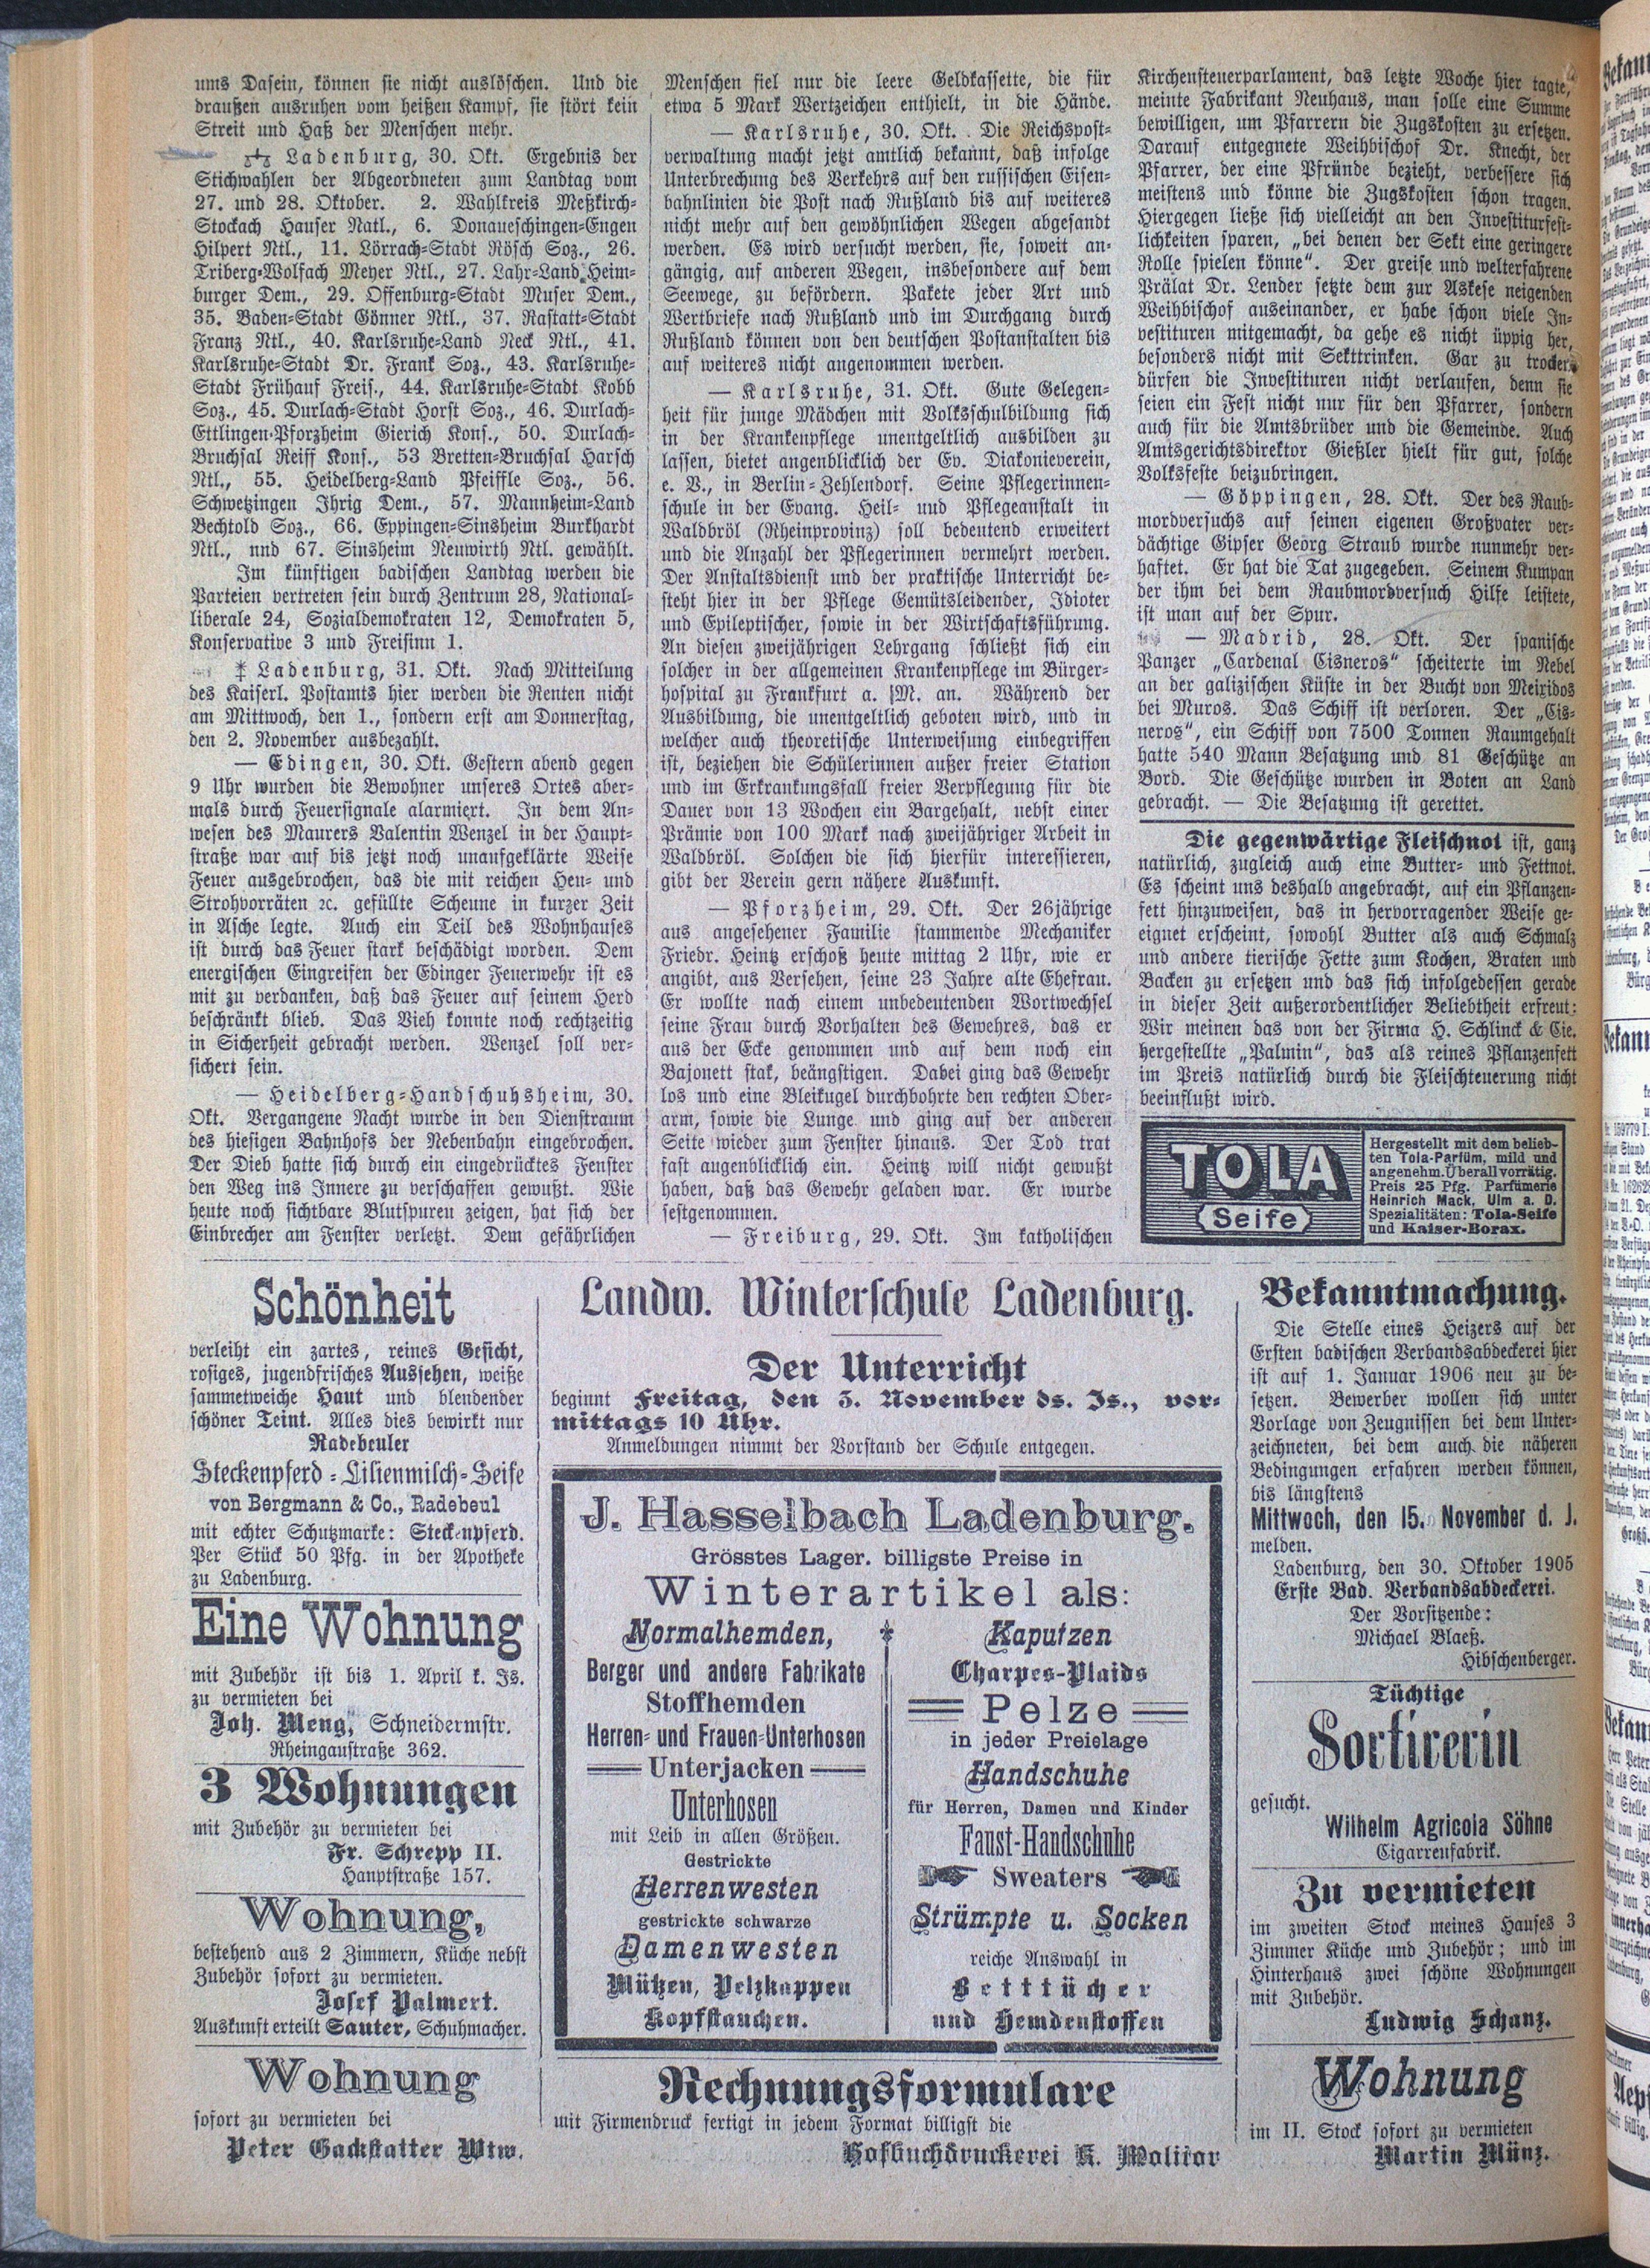 ums Dasein, können sie nicht auslöschen. Und die
draußen ausruhen vom heißen Kampf, sie stört kein
Streit und Haß der Menschen mehr.
Ladenburg, 30. Okt. Ergebnis der
Stichwahlen der Abgeordneten zum Landtag vom
27. und 28. Oktober. 2. Wahlkreis Meßkirch-
Stockach Hauser Natl., 6. Donaueschingen-Engen
Hilpert Ntl., 11. Lörrach-Stadt Rösch Soz., 26.
Triberg-Wolfach Meyer Ntl., 27. Lahr-Land Heim-
burger Dem., 29. Offenburg-Stadt Muser Dem.,
35. Baden-Stadt Gönner Ntl., 37. Rastatt-Stadt
Franz Ntl., 40. Karlsruhe-Land Neck Ntl., 41.
Karlsruhe-Stadt Dr. Frank Soz., 43. Karlsruhe-
Stadt Frühauf Freis., 44. Karlsruhe-Stadt Kobb
Soz., 45. Durlach-Stadt Horst Soz., 46. Durlach-
Ettlingen-Pforzheim Gierich Kons., 50. Durlach-
Bruchsal Reiff Kons., 53 Bretten-Bruchsal Harsch
Ntl., 55. Heidelberg-Land Pfeiffle Soz., 56.
Schwetzingen Ihrig Dem., 57. Mannheim-Land
Bechtold Soz., 66. Eppingen-Sinsheim Burkhardt
Ntl., nnd 67. Sinsheim Neuwirth Ntl. gewählt.
Im künftigen badischen Landtag werden die
Parteien vertreten sein durch Zentrum 28, National-
liberale 24, Sozialdemokraten 12, Demokraten 5,
Konservative 3 und Freisinn 1.
‡ Ladenburg, 31. Okt. Nach Mitteilung
des Kaiserl. Postamts hier werden die Renten nicht
am Mittwoch, den 1., sondern erst am Donnerstag,
den 2. November ausbezahlt.
— Edingen, 30. Okt. Gestern abend gegen
9 Uhr wurden die Bewohner unseres Ortes aber-
mals durch Feuersignale alarmiert. In dem An-
wesen des Maurers Valentin Wenzel in der Haupt-
straße war auf bis jetzt noch unaufgeklärte Weise
Feuer ausgebrochen, das die mit reichen Heu- und
Strohvorräten ꝛc. gefüllte Scheune in kurzer Zeit
in Asche legte. Auch ein Teil des Wohnhauses
ist durch das Feuer stark beschädigt worden. Dem
energischen Eingreifen der Edinger Feuerwehr ist es
mit zu verdanken, daß das Feuer auf seinem Herd
beschränkt blieb. Das Vieh konnte noch rechtzeitig
in Sicherheit gebracht werden. Wenzel soll ver-
sichert sein.
— Heidelberg-Handschuhsheim, 30.
Okt. Vergangene Nacht wurde in den Dienstraum
des hiesigen Bahnhofs der Nebenbahn eingebrochen.
Der Dieb hatte sich durch ein eingedrücktes Fenster
den Weg ins Innere zu verschaffen gewußt. Wie
heute noch sichtbare Blutspuren zeigen, hat sich der
Einbrecher am Fenster verletzt. Dem gefährlichen
Menschen fiel nur die leere Geldkassette, die für
etwa 5 Mark Wertzeichen enthielt, in die Hände.
— Karlsruhe, 30. Okt. Die Reichspost-
verwaltung macht jetzt amtlich bekannt, daß infolge
Unterbrechung des Verkehrs auf den russischen Eisen-
bahnlinien die Post nach Rußland bis auf weiteres
nicht mehr auf den gewöhnlichen Wegen abgesandt
werden. Es wird versucht werden, sie, soweit an-
gängig, auf anderen Wegen, insbesondere auf dem
Seewege, zu befördern. Pakete jeder Art und
Wertbriefe nach Rußland und im Durchgang durch
Rußland können von den deutschen Postanstalten bis
auf weiteres nicht angenommen werden.
— Karlsruhe, 31. Okt. Gute Gelegen-
heit für junge Mädchen mit Volksschulbildung sich
in der Krankenpflege unentgeltlich ausbilden zu
lassen, bietet angenblicklich der Ev. Diakonieverein,
e. V., in Berlin-Zehlendorf. Seine Pflegerinnen-
schule in der Evang. Heil- und Pflegeanstalt in
Waldbröl (Rheinprovinz) soll bedeutend erweitert
und die Anzahl der Pflegerinnen vermehrt werden.
Der Anstaltsdienst und der praktische Unterricht be-
steht hier in der Pflege Gemütsleidender, Idioter
und Epileptischer, sowie in der Wirtschaftsführung.
An diesen zweijährigen Lehrgang schließt sich ein
solcher in der allgemeinen Krankenpflege im Bürger-
hospital zu Frankfurt a. M. an. Während der
Ausbildung, die unentgeltlich geboten wird, und in
welcher auch theoretische Unterweisung einbegriffen
ist, beziehen die Schülerinnen außer freier Station
und im Erkrankungsfall freier Verpflegung für die
Dauer von 13 Wochen ein Bargehalt, nebst einer
Prämie von 100 Mark nach zweijähriger Arbeit in
Waldbröl. Solchen die sich hierfür interessieren,
gibt der Verein gern nähere Auskunft.
— Pforzheim, 29. Okt. Der 26jährige
aus angesehener Familie stammende Mechaniker
Friedr. Heintz erschoß heute mittag 2 Uhr, wie er
angibt, aus Versehen, seine 23 Jahre alte Ehefrau.
Er wollte nach einem unbedeutenden Wortwechsel
seine Frau durch Vorhalten des Gewehres, das er
aus der Ecke genommen und auf dem noch ein
Bajonett stak, beängstigen. Dabei ging das Gewehr
los und eine Bleikugel durchbohrte den rechten Ober-
arm, sowie die Lunge und ging auf der anderen
Seite wieder zum Fenster hinaus. Der Tod trat
fast augenblicklich ein. Heintz will nicht gewußt
haben, daß das Gewehr geladen war. Er wurde
festgenommen.
— Freiburg, 29. Okt. Im katholischen
Kirchensteuerparlament, das letzte Woche hier tagte,
meinte Fabrikant Neuhaus, man solle eine Summe
bewilligen, um Pfarrern die Zugskosten zu ersetzen.
Darauf entgegnete Weihbischof Dr. Knecht, der
Pfarrer, der eine Pfründe bezieht, verbessere sich
meistens und könne die Zugskosten schon tragen.
Hiergegen ließe sich vielleicht an den Investiturfest-
lichkeiten sparen, „bei denen der Sekt eine geringere
Rolle spielen könne“. Der greise und welterfahrene
Prälat Dr. Lender setzte dem zur Askese neigenden
Weihbischof auseinander, er habe schon viele In-
vestituren mitgemacht, da gehe es nicht üppig her,
besonders nicht mit Sekttrinken. Gar zu trocken
dürfen die Investituren nicht verlaufen, denn sie
seien ein Fest nicht nur für den Pfarrer, sondern
auch für die Amtsbrüder und die Gemeinde. Auch
Amtsgerichtsdirektor Gießler hielt für gut, solche
Volksfeste beizubringen.
— Göppingen, 28. Okt. Der des Raub-
mordversuchs auf seinen eigenen Großvater ver-
dächtige Gipser Georg Straub wurde nunmehr ver-
haftet. Er hat die Tat zugegeben. Seinem Kumpan
der ihm bei dem Raubmordversuch Hilfe leistete,
ist man auf der Spur.
— Madrid, 28. Okt. Der spanische
Panzer „Cardenal Cisneros“ scheiterte im Nebel
an der galizischen Küste in der Bucht von Meixidos
bei Muros. Das Schiff ist verloren. Der „Cis-
neros“, ein Schiff von 7500 Tonnen Raumgehalt
hatte 540 Mann Besatzung und 81 Geschütze an
Bord. Die Geschütze wurden in Boten an Land
gebracht. — Die Besatzung ist gerettet.
Die gegenwärtige Fleischnot ist, ganz
natürlich, zugleich auch eine Butter- und Fettnot.
Es scheint uns deshalb angebracht, auf ein Pflanzen-
fett hinzuweisen, das in hervorragender Weise ge-
eignet erscheint, sowohl Butter als auch Schmalz
und andere tierische Fette zum Kochen, Braten und
Backen zu ersetzen und das sich infolgedessen gerade
in dieser Zeit außerordentlicher Beliebtheit erfreut:
Wir meinen das von der Firma H. Schlinck & Cie.
hergestellte „Palmin“, das als reines Pflanzenfett
im Preis natürlich durch die Fleischteuerung nicht
beeinflußt wird.
TOLA
Seife
Hergestellt mit dem belieb-
ten Tola-Parfüm, mild und
angenehm. Überall vorrätig.
Preis 25 Pfg. Parfümerie
Heinrich Mack, Ulm a. D.
Spezialitäten: Tola-Seife
und Kaiser-Borax.
Schönheit
verleiht ein zartes, reines Gesicht,
rosiges, jugendfrisches Aussehen, weiße
sammetweiche Haut und blendender
schöner Teint. Alles dies bewirkt nur
Radebeuler
Steckenpferd-Lilienmilch-Seife
von Bergmann & Co., Radebeul
mit echter Schutzmarke: Steckenpferd.
Per Stück 50 Pfg. in der Apotheke
zu Ladenburg.
Eine Wohnung
mit Zubehör ist bis 1. April k. Js.
zu vermieten bei
Joh. Meng, Schneidermstr.
Rheingaustraße 362.
3 Wohnungen
mit Zubehör zu vermieten bei
Fr. Schrepp II.
Hauptstraße 157.
Wohnung,
bestehend aus 2 Zimmern, Küche nebst
Zubehör sofort zu vermieten.
Josef Palmert.
Auskunft erteilt Sauter, Schuhmacher.
Wohnung
sofort zu vermieten bei
Peter Gackstatter Wtw.
Landw. Winterschule Ladenburg.
Der Unterricht
beginnt Freitag, den 3. November ds. Js., vor-
mittags 10 Uhr.
Anmeldungen nimmt der Vorstand der Schule entgegen.
J. Hasselbach Ladenburg.
Grösstes Lager. billigste Preise in
Winterartikel als:
Normalhemden,
Berger und andere Fabrikate
Stoffhemden
Herren- und Frauen-Unterhosen
Unterjacken
Unterhosen
mit Leib in allen Größen.
Gestrickte
Herrenwesten
gestrickte schwarze
Damenwesten
Mützen, Pelzkappen
Kopfstauchen.
Kaputzen
Charpes-Plaids
Pelze
in jeder Preielage
Handschuhe
für Herren, Damen und Kinder
Faust-Handschuhe
Sweaters
Strümpfe u. Socken
reiche Auswahl in
Betttücher
und Hemdenstoffen
Rechnungsformulare
mit Firmendruck fertigt in jedem Format billigst die
Hofbuchdruckerei K. Molitor
Bekanntmachung.
Die Stelle eines Heizers auf der
Ersten badischen Verbandsabdeckerei hier
ist auf 1. Januar 1906 neu zu be-
setzen. Bewerber wollen sich unter
Vorlage von Zeugnissen bei dem Unter-
zeichneten, bei dem auch die näheren
Bedingungen erfahren werden können,
bis längstens
Mittwoch, den 15. November d. J.
melden.
Ladenburg, den 30. Oktober 1905
Erste Bad. Verbandsabdeckerei.
Der Vorsitzende:
Michael Blaeß.
Hibschenberger.
Tüchtige
Sortirerin
gesucht.
Wilhelm Agricola Söhne
Cigarrenfabrik.
Zu vermieten
im zweiten Stock meines Hauses 3
Zimmer Küche und Zubehör; und im
Hinterhaus zwei schöne Wohnungen
mit Zubehör.
Ludwig Schanz.
Wohnung
im II. Stock sofort zu vermieten
Martin Münz.